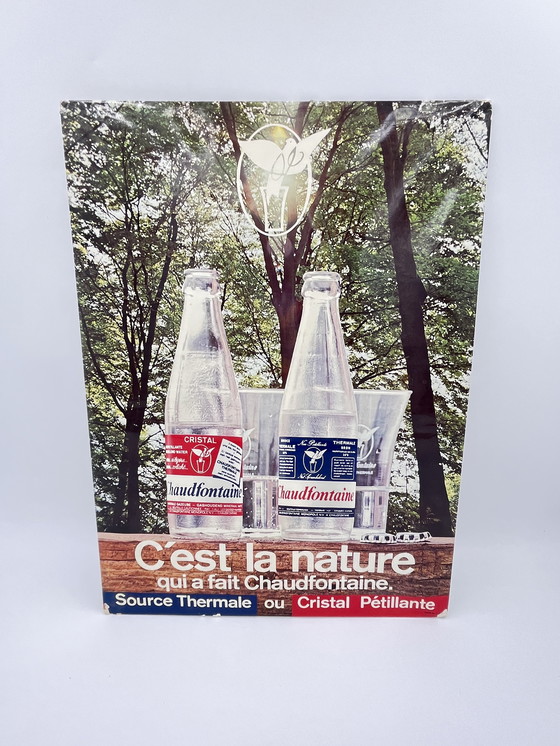 CRISTAL
Chaudfontaine
THERMALE
Chaudfontaine
C'est la nature
qui a fait Chaudfontaine.
Source Thermale ou Cristal Pétillante